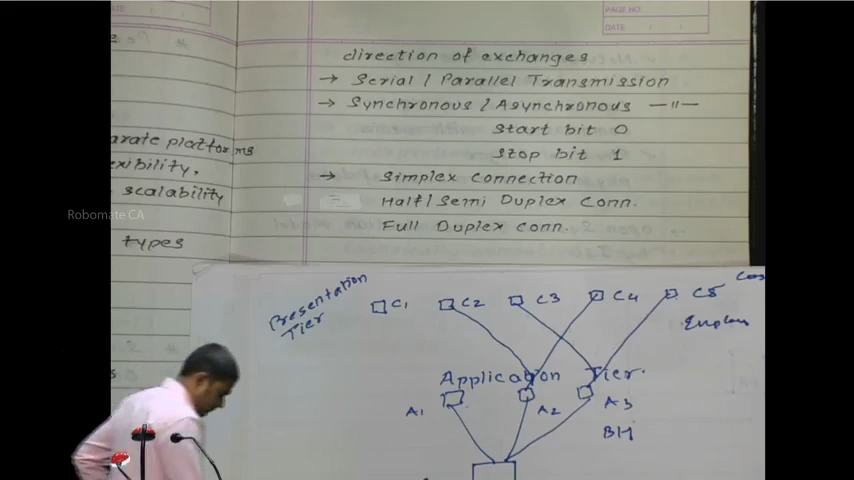 PAGE NO.
DATE
direction of exchanges
→ Serial / Parallel Transmission
→ Synchronous / Asynchronous —॥—
Start bit 0
Stop bit 1
→ Simplex connection
Half / Semi Duplex Conn.
Full Duplex conn.
arate platforms
exibility,
scalability
types
Robomate CA
Presentation
Tier
C1
C2
C3
C4
C5
Application Tier.
A1
A2
A3
BH